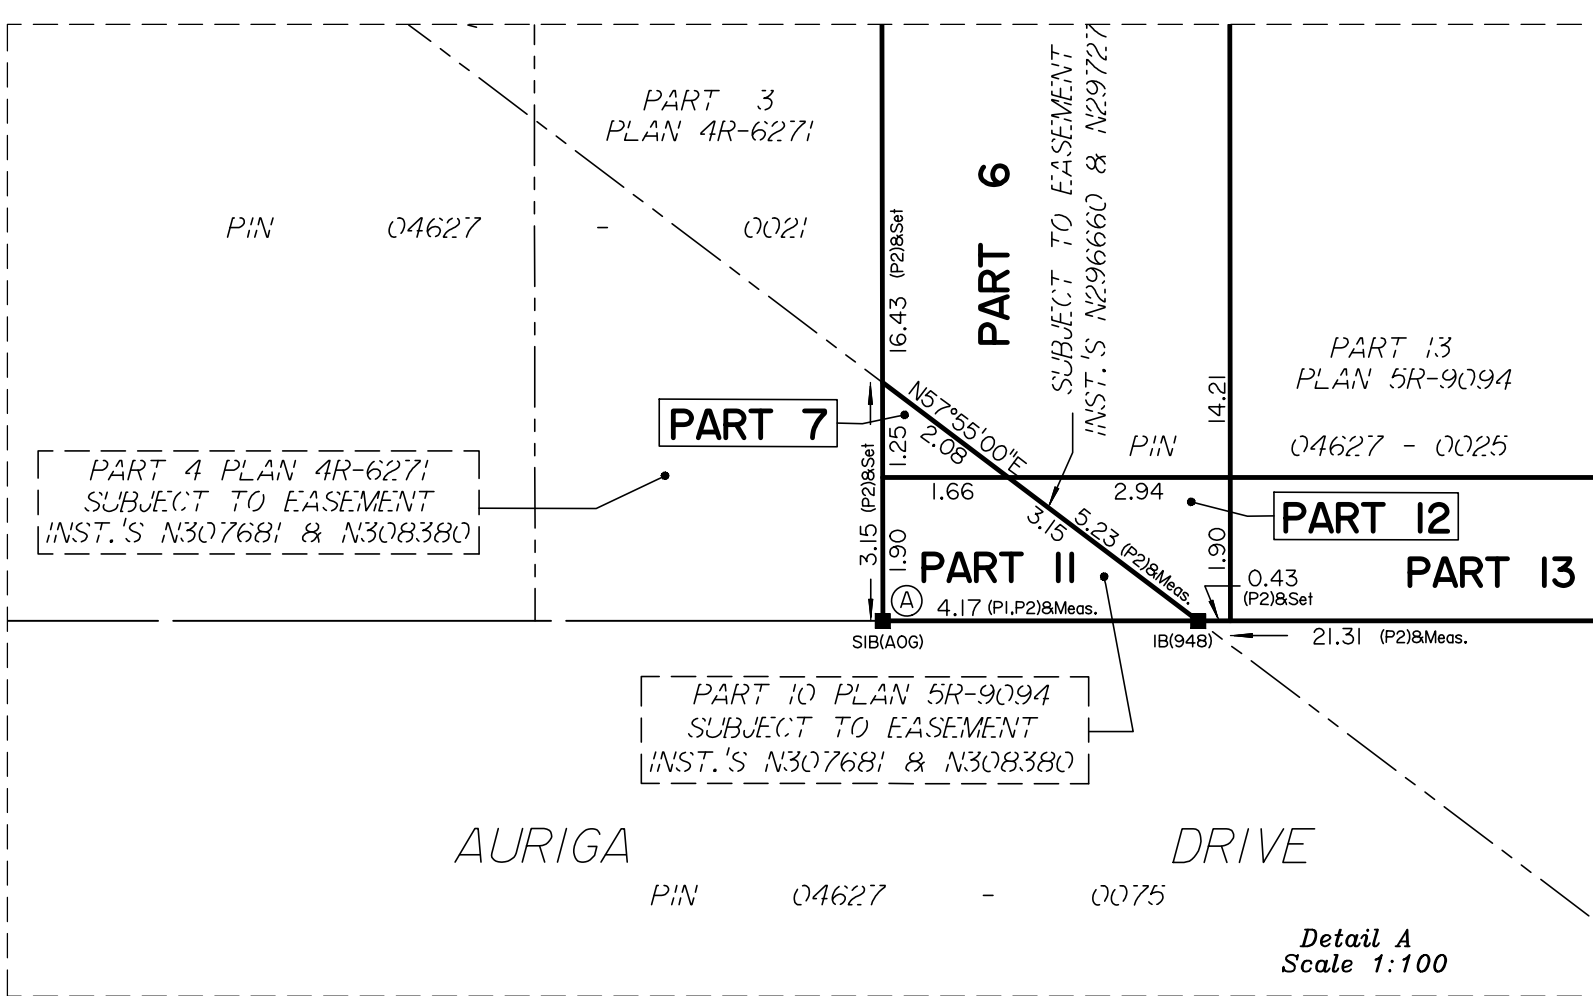 PART 3
PLAN 4R-6271
PIN 04627 - 0021
16.43 (P2)&Set
PART 6
SUBJECT TO EASEMENT
INST.'S N296660 & N29727
PART 13
PLAN 5R-9094
14.21
PIN 04627 - 0025
PART 7
N57°55'00"E
2.08
1.25
3.15 (P2)&Set
PART 4 PLAN 4R-6271
SUBJECT TO EASEMENT
INST.'S N307681 & N308380
1.66
2.94
PART 12
3.15
5.23 (P2)&Meas.
1.90
1.90
PART 11
PART 13
0.43
(P2)&Set
A
4.17 (P1,P2)&Meas.
SIB(AOG)
IB(948)
21.31 (P2)&Meas.
PART 10 PLAN 5R-9094
SUBJECT TO EASEMENT
INST.'S N307681 & N308380
AURIGA DRIVE
PIN 04627 - 0075
Detail A
Scale 1:100